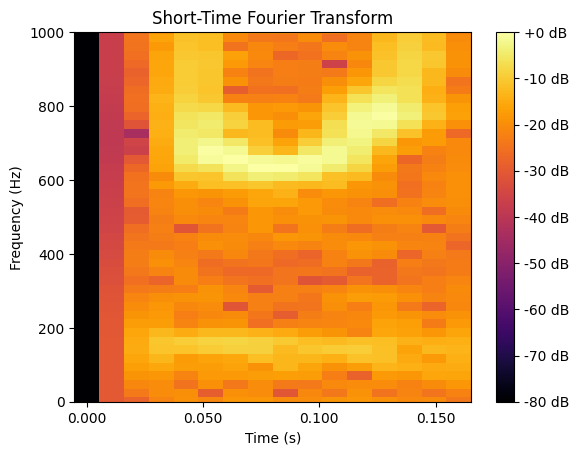 Short-Time Fourier Transform
1000
800
600
400
200
0
Frequency (Hz)
0.000
0.050
0.100
0.150
Time (s)
+0 dB
-10 dB
-20 dB
-30 dB
-40 dB
-50 dB
-60 dB
-70 dB
-80 dB